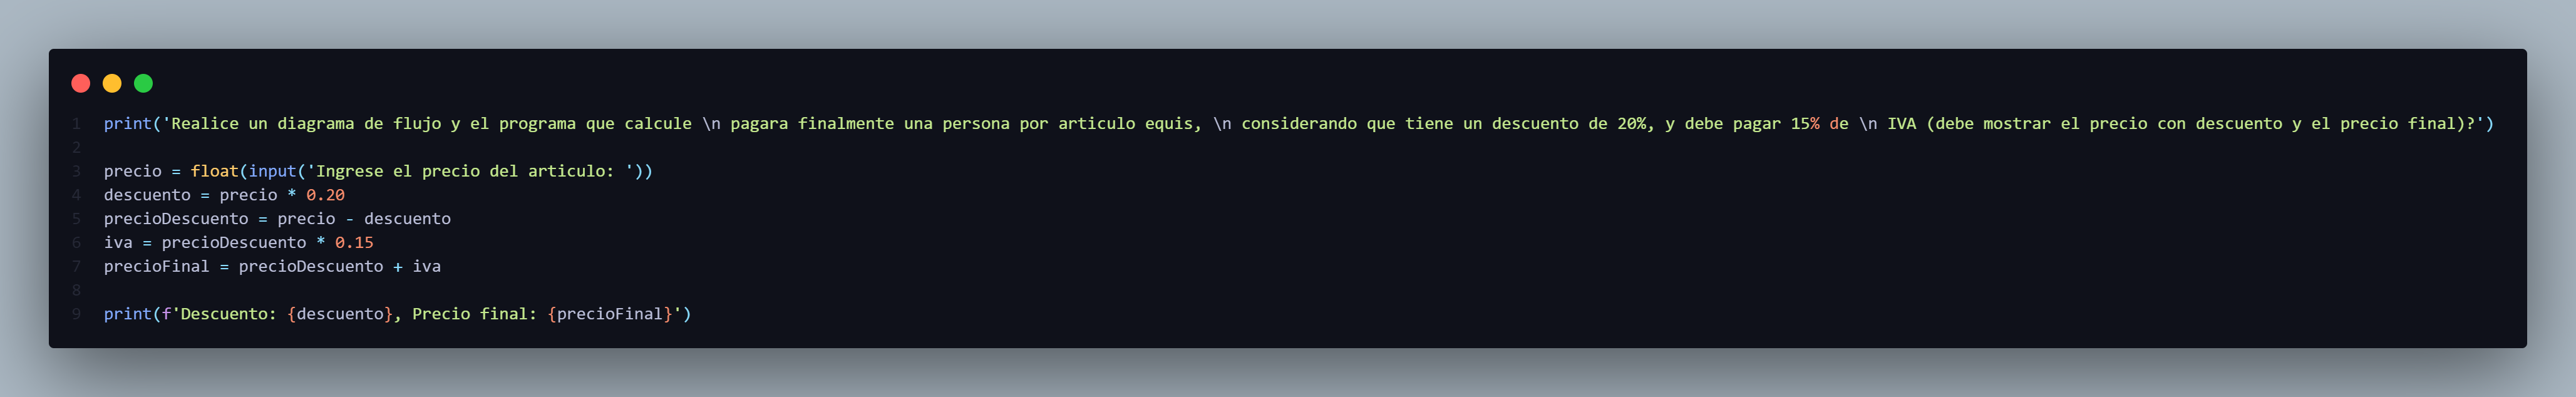 1 print('Realice un diagrama de flujo y el programa que calcule \n pagara finalmente una persona por articulo equis, \n considerando que tiene un descuento de 20%, y debe pagar 15% de \n IVA (debe mostrar el precio con descuento y el precio final)?')
2
3 precio = float(input('Ingrese el precio del articulo: '))
4 descuento = precio * 0.20
5 precioDescuento = precio - descuento
6 iva = precioDescuento * 0.15
7 precioFinal = precioDescuento + iva
8
9 print(f'Descuento: {descuento}, Precio final: {precioFinal}')